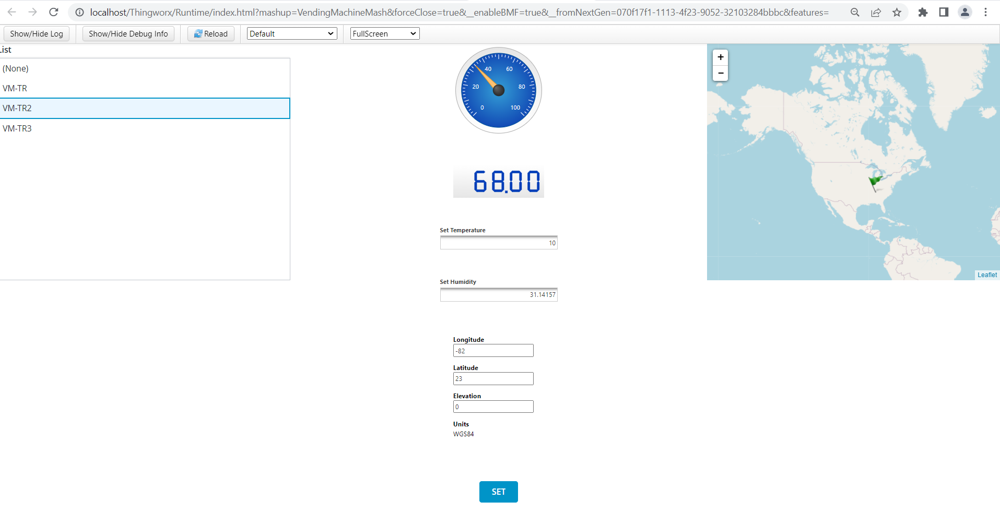 localhost/Thingworx/Runtime/index.html?mashup=VendingMachineMash&forceClose=true&__enableBMF=true&__fromNextGen=070f17f1-1113-4f23-9052-32103284bbbc&features=
Show/Hide Log
Show/Hide Debug Info
Reload
Default
FullScreen
List
(None)
VM-TR
VM-TR2
VM-TR3
40 60
20 80
0 100
68.00
Set Temperature
10
Set Humidity
31.14157
Longitude
-82
Latitude
23
Elevation
0
Units
WGS84
SET
+
−
Leaflet